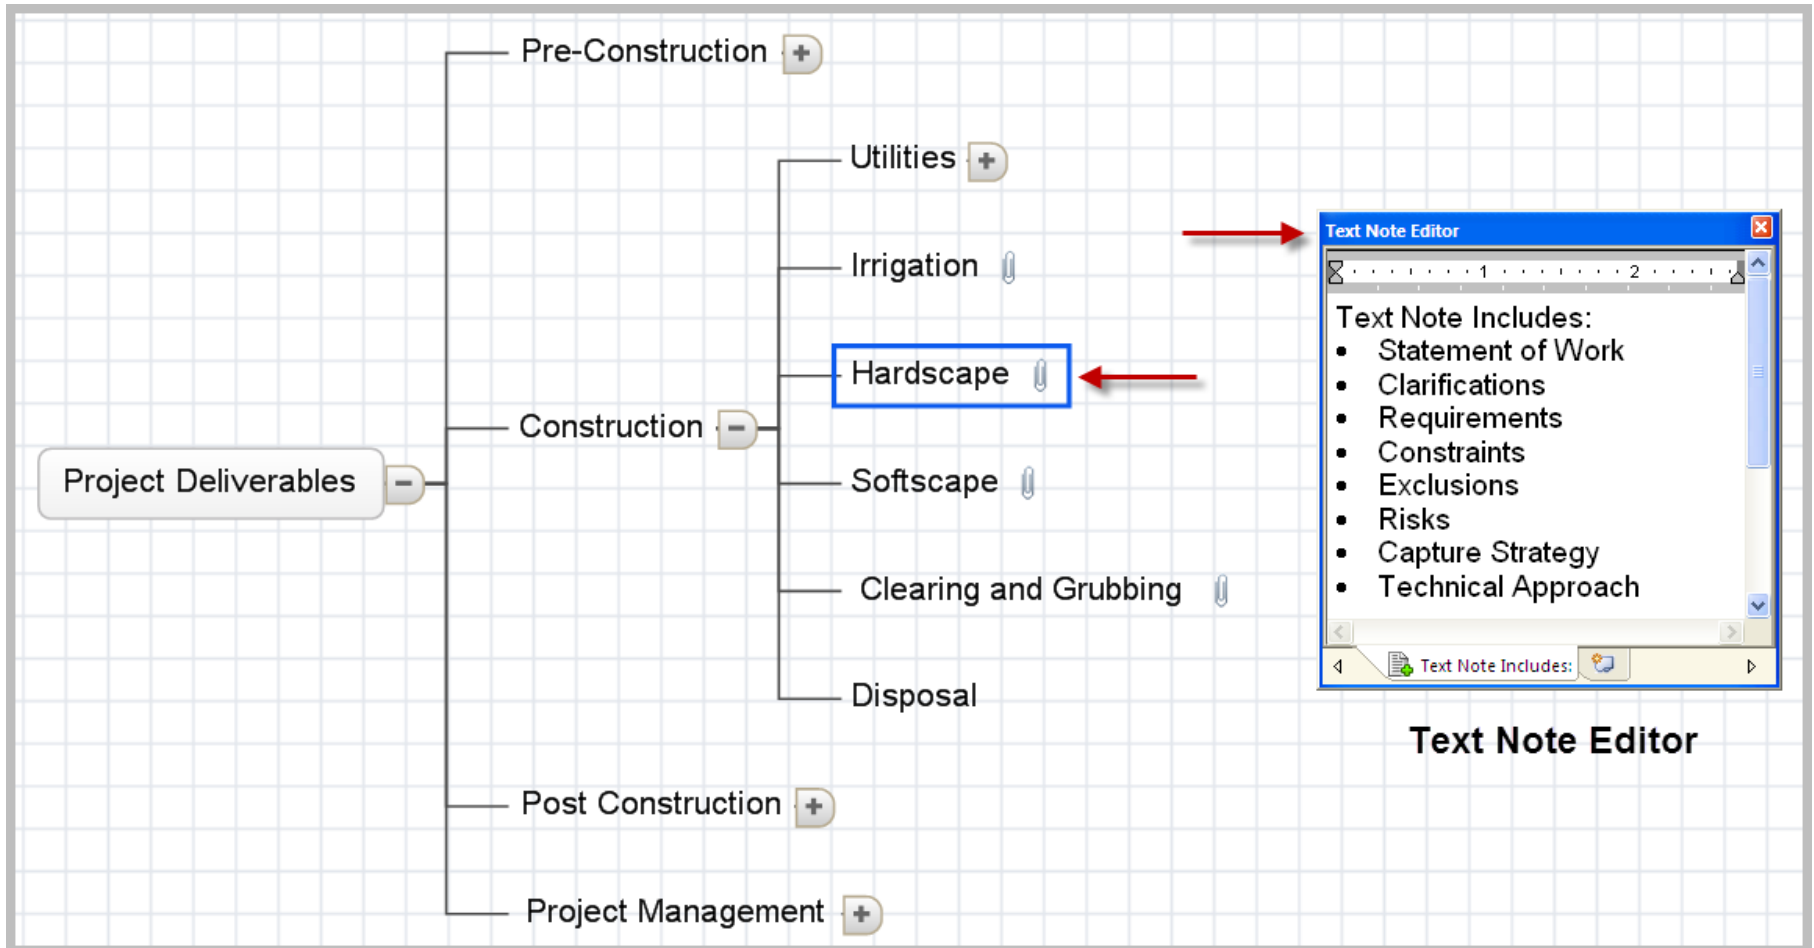 Pre-Construction
Utilities
Irrigation
Hardscape
Construction
Project Deliverables
Softscape
Clearing and Grubbing
Disposal
Post Construction
Project Management
Text Note Editor
1 2
Text Note Includes:
• Statement of Work
• Clarifications
• Requirements
• Constraints
• Exclusions
• Risks
• Capture Strategy
• Technical Approach
Text Note Includes:
Text Note Editor